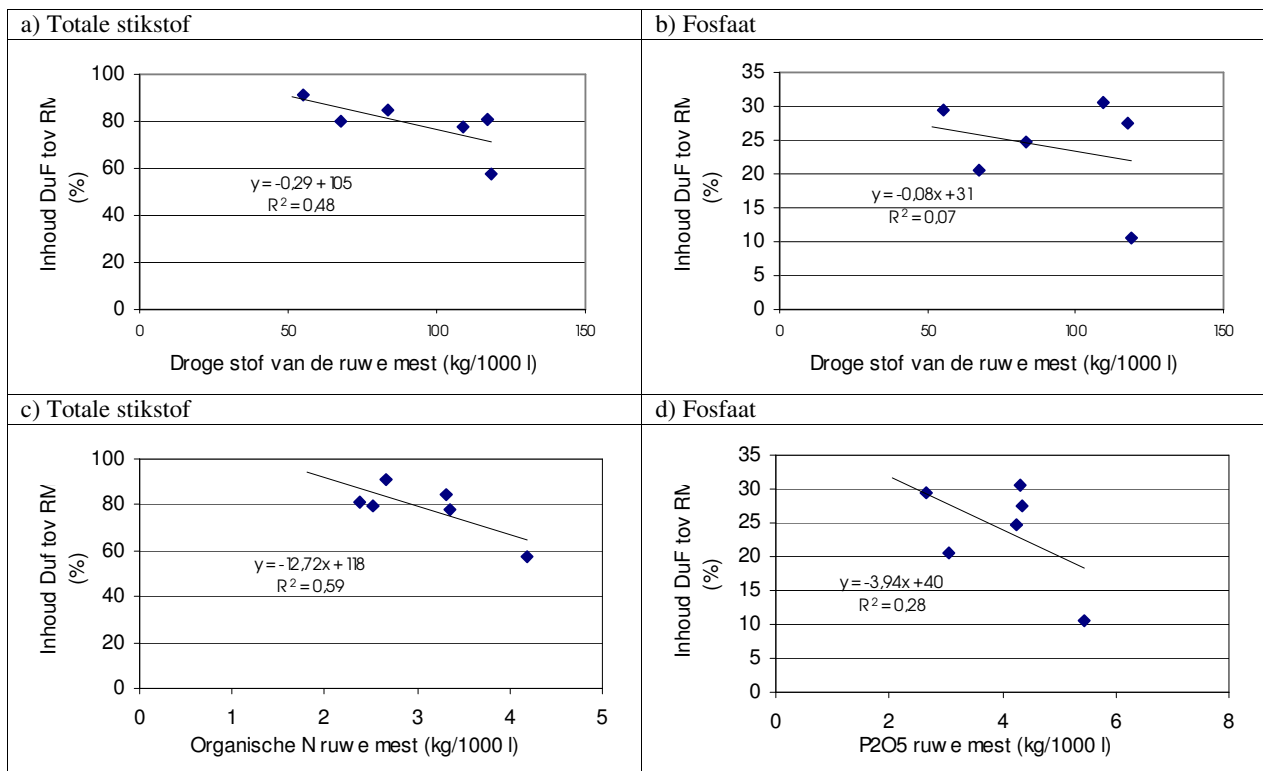 a) Totale stikstof
Inhoud DuF tov RM
(%)
100
80
60
40
20
0
y = -0,29 + 105
R² = 0,48
0 50 100 150
Droge stof van de ruwe mest (kg/1000 l)
b) Fosfaat
Inhoud DuF tov RM
(%)
35
30
25
20
15
10
5
0
y = -0,08x + 31
R² = 0,07
0 50 100 150
Droge stof van de ruwe mest (kg/1000 l)
c) Totale stikstof
Inhoud Duf tov RM
(%)
100
80
60
40
20
0
y = -12,72x + 118
R² = 0,59
0 1 2 3 4 5
Organische N ruwe mest (kg/1000 l)
d) Fosfaat
Inhoud DuF tov RM
(%)
35
30
25
20
15
10
5
0
y = -3,94x + 40
R² = 0,28
0 2 4 6 8
P2O5 ruwe mest (kg/1000 l)